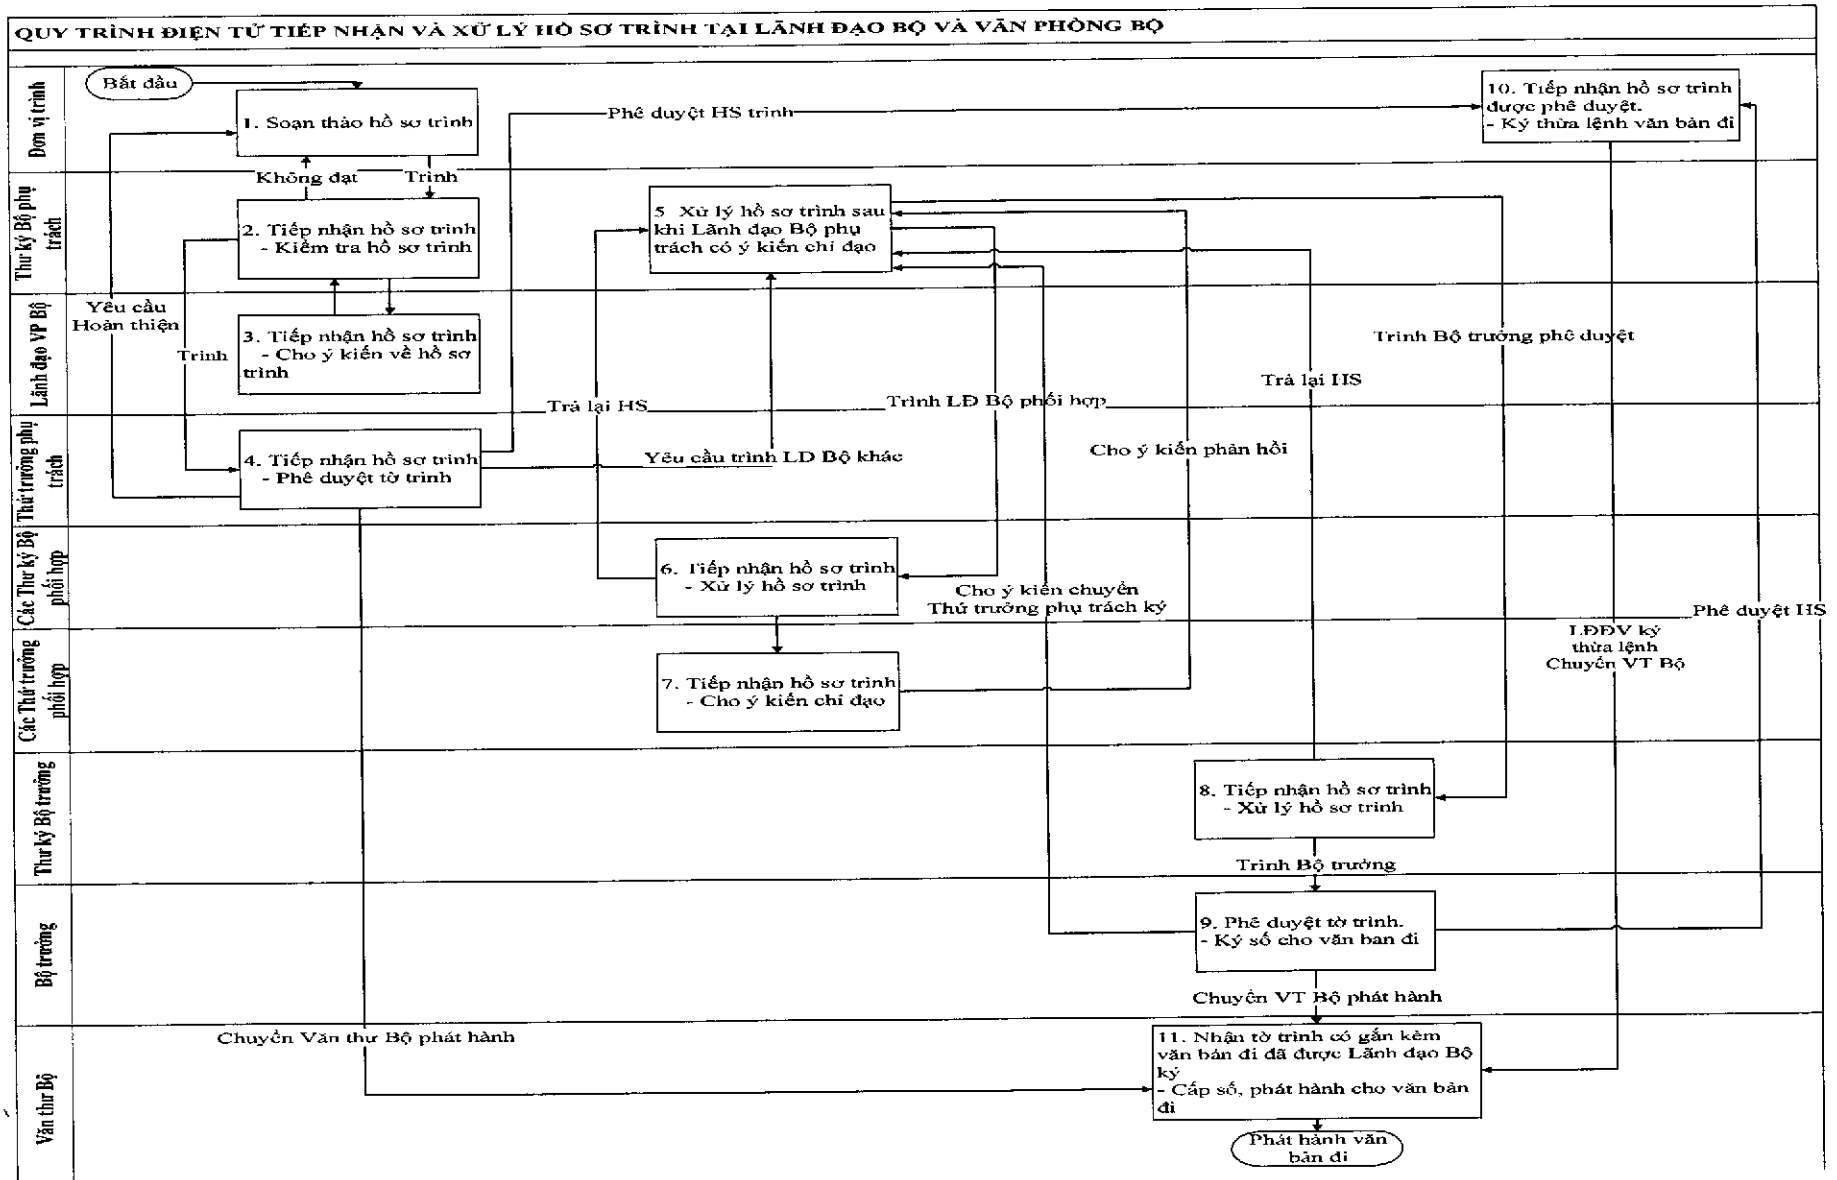 QUY TRÌNH ĐIỆN TỬ TIẾP NHẬN VÀ XỬ LÝ HỒ SƠ TRÌNH TẠI LÃNH ĐẠO BỘ VÀ VĂN PHÒNG BỘ
Đơn vị trình
Bắt đầu
1. Soạn thảo hồ sơ trình
Phê duyệt HS trình
10. Tiếp nhận hồ sơ trình
được phê duyệt.
- Ký thừa lệnh văn bản đi
Không đạt
Trình
Thư ký Bộ phụ
trách
2. Tiếp nhận hồ sơ trình
- Kiểm tra hồ sơ trình
5 Xử lý hồ sơ trình sau
khi Lãnh đạo Bộ phụ
trách có ý kiến chỉ đạo
Lãnh đạo VP Bộ
Yêu cầu
Hoàn thiện
Trình
3. Tiếp nhận hồ sơ trình
- Cho ý kiến về hồ sơ
trình
Trình Bộ trưởng phê duyệt
Trả lại HS
Trả lại HS
Trình LĐ Bộ phối hợp
Thứ trưởng phụ
trách
4. Tiếp nhận hồ sơ trình
- Phê duyệt tờ trình
Yêu cầu trình LD Bộ khác
Cho ý kiến phản hồi
Các Thư ký Bộ
phối hợp
6. Tiếp nhận hồ sơ trình
- Xử lý hồ sơ trình
Cho ý kiến chuyển
Thứ trưởng phụ trách ký
Phê duyệt HS
LĐĐV ký
thừa lệnh
Chuyển VT Bộ
Các Thứ trưởng
phối hợp
7. Tiếp nhận hồ sơ trình
- Cho ý kiến chỉ đạo
Thư ký Bộ trưởng
8. Tiếp nhận hồ sơ trình
- Xử lý hồ sơ trình
Trình Bộ trưởng
Bộ trưởng
9. Phê duyệt tờ trình.
- Ký số cho văn ban đi
Chuyển VT Bộ phát hành
Văn thư Bộ
Chuyển Văn thư Bộ phát hành
11. Nhận tờ trình có gắn kèm
văn bản đi đã được Lãnh đạo Bộ
ký
- Cấp số, phát hành cho văn bản
đi
Phát hành văn
bản đi